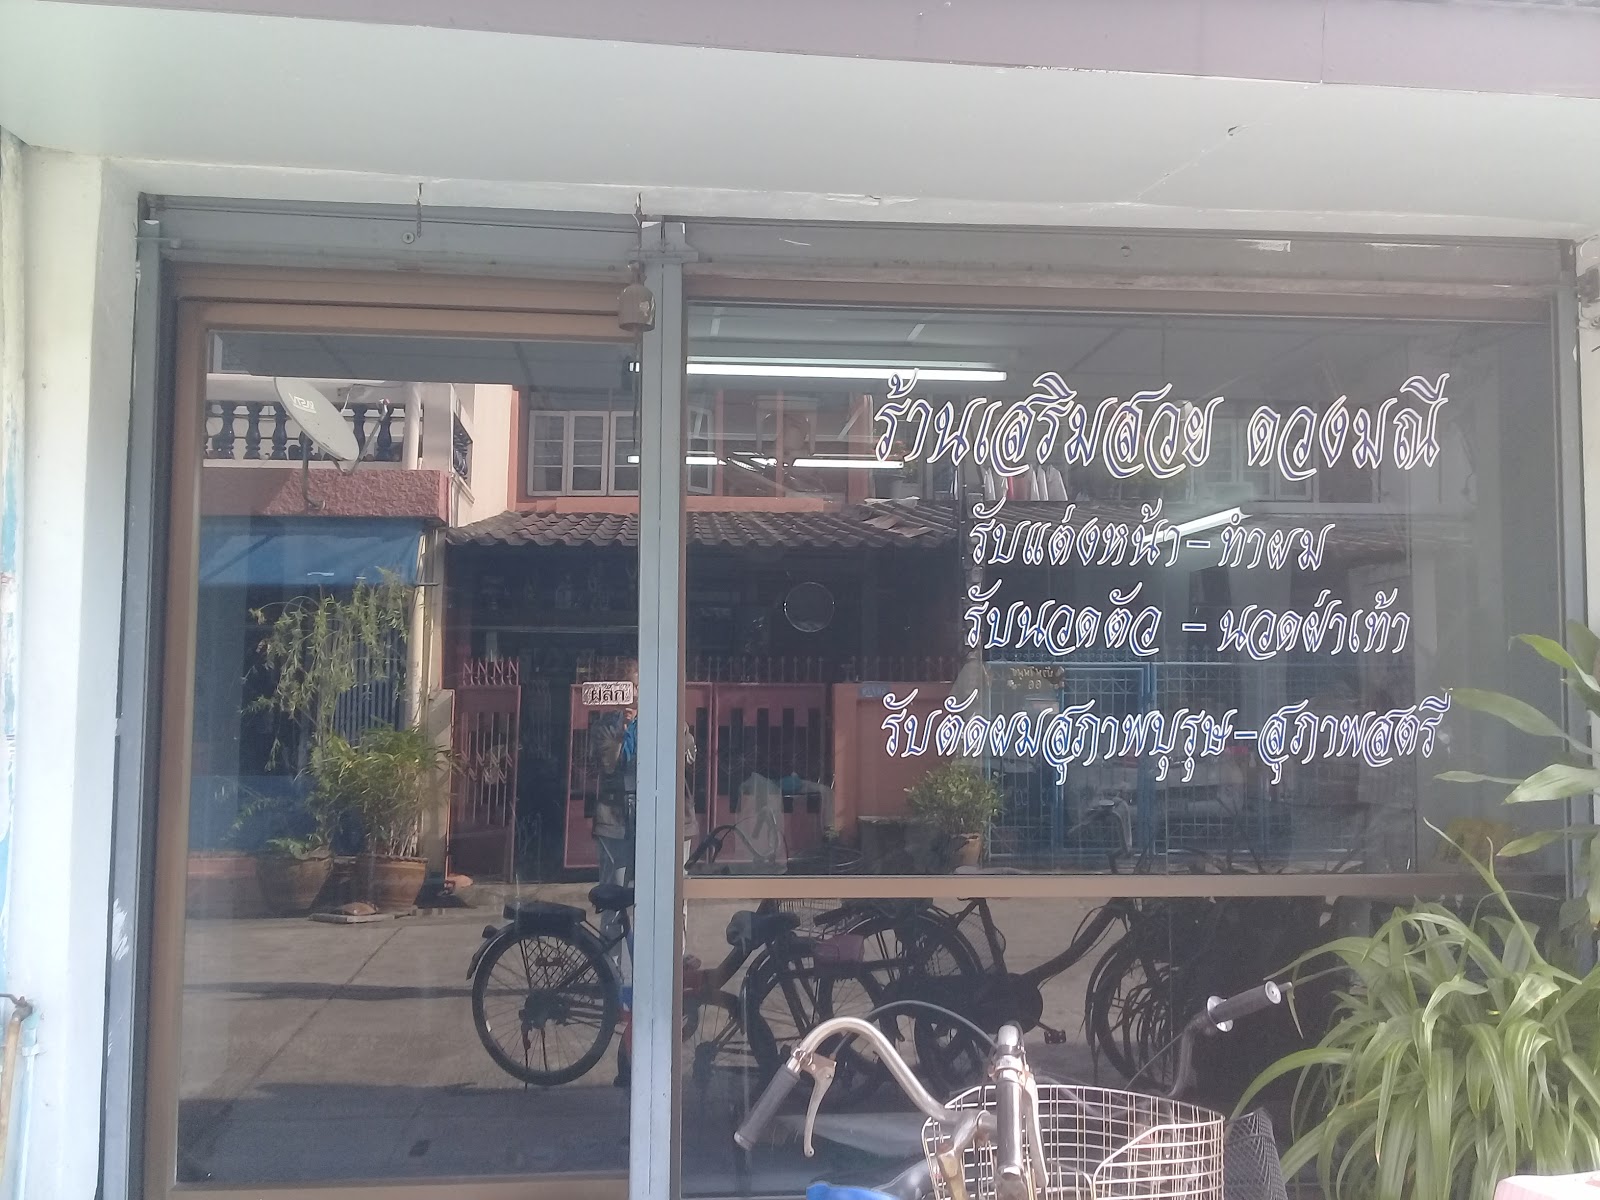 ร้านเสริมสวย ดวงมณี
รับแต่งหน้า-ทำผม
รับนวดตัว - นวดฝ่าเท้า
รับตัดผมสุภาพบุรุษ-สุภาพสตรี
ผลัก